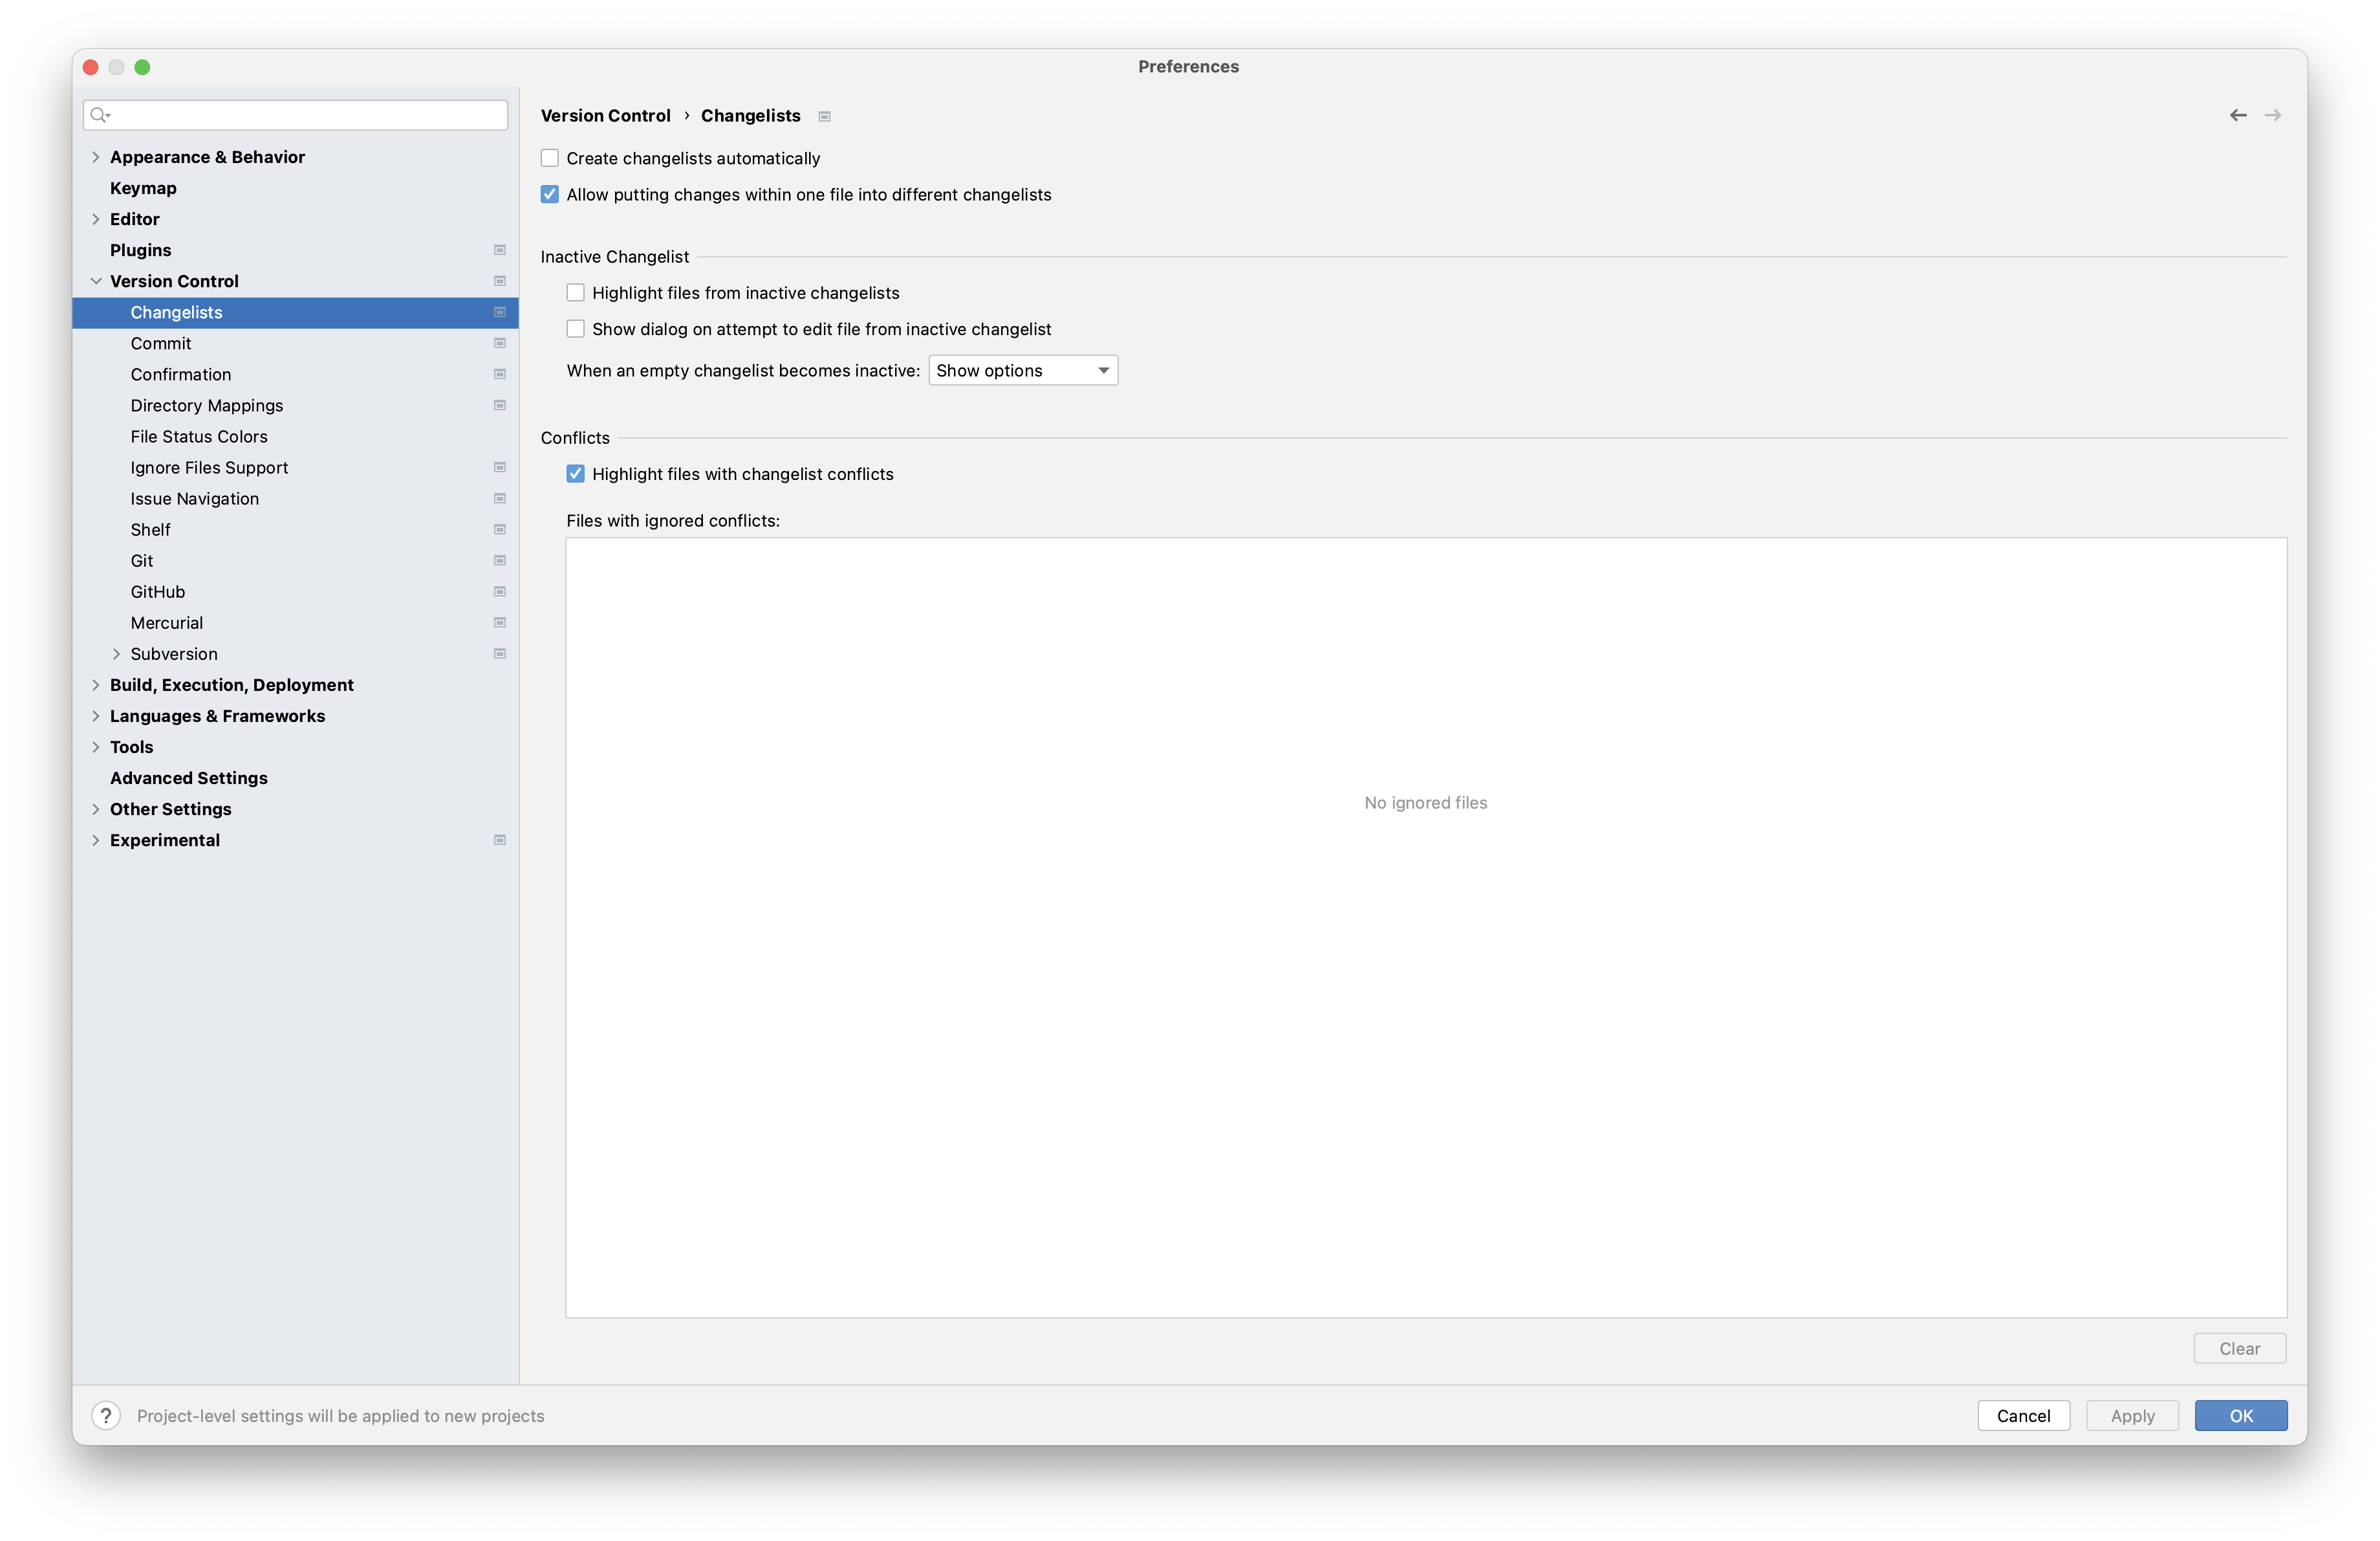 Preferences
Version Control › Changelists
Appearance & Behavior
Keymap
Editor
Plugins
Version Control
Changelists
Commit
Confirmation
Directory Mappings
File Status Colors
Ignore Files Support
Issue Navigation
Shelf
Git
GitHub
Mercurial
Subversion
Build, Execution, Deployment
Languages & Frameworks
Tools
Advanced Settings
Other Settings
Experimental
Create changelists automatically
Allow putting changes within one file into different changelists
Inactive Changelist
Highlight files from inactive changelists
Show dialog on attempt to edit file from inactive changelist
When an empty changelist becomes inactive: Show options
Conflicts
Highlight files with changelist conflicts
Files with ignored conflicts:
No ignored files
Clear
? Project-level settings will be applied to new projects
Cancel Apply OK